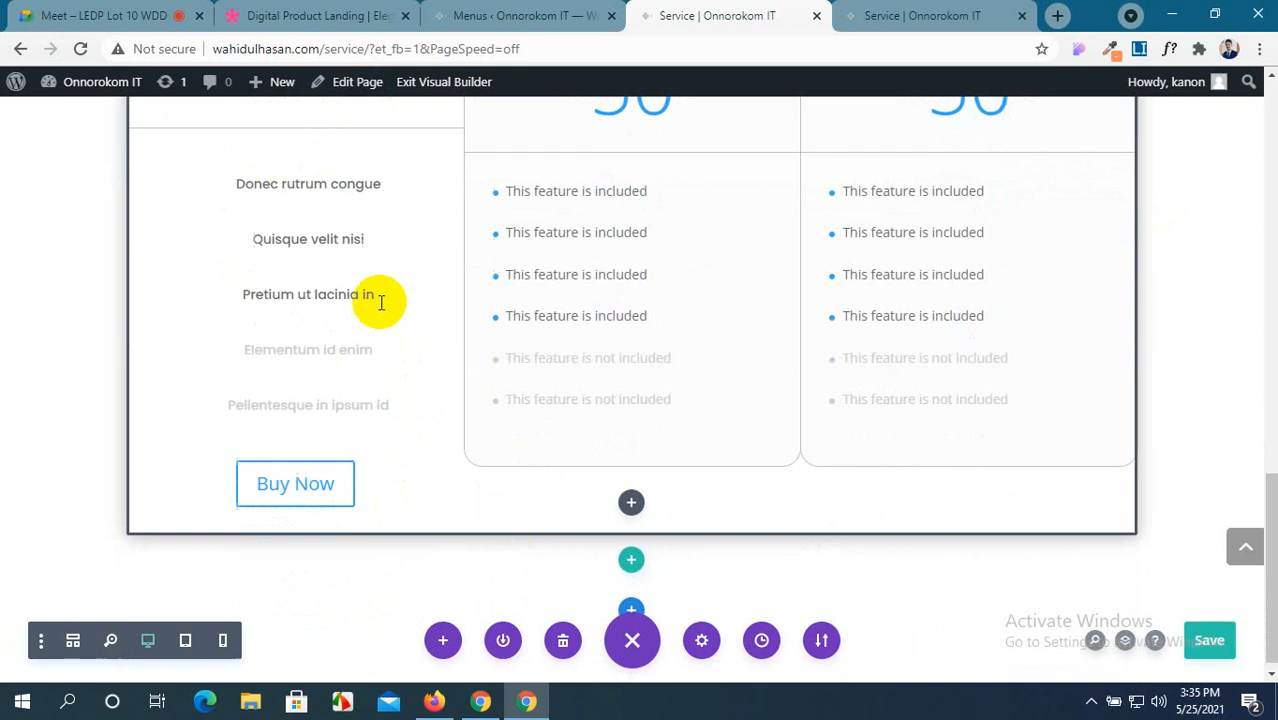 Meet – LEDP Lot 10 WDD
Digital Product Landing | Eleg
Menus ‹ Onnorokom IT — W
Service | Onnorokom IT
Service | Onnorokom IT
Not secure
wahidulhasan.com/service/?et_fb=1&PageSpeed=off
Onnorokom IT
1
0
New
Edit Page
Exit Visual Builder
Howdy, kanon
Donec rutrum congue
Quisque velit nisi
Pretium ut lacinia in
Elementum id enim
Pellentesque in ipsum id
Buy Now
This feature is included
This feature is included
This feature is included
This feature is included
This feature is not included
This feature is not included
This feature is included
This feature is included
This feature is included
This feature is included
This feature is not included
This feature is not included
Activate Windows
Save
3:35 PM
5/25/2021
2